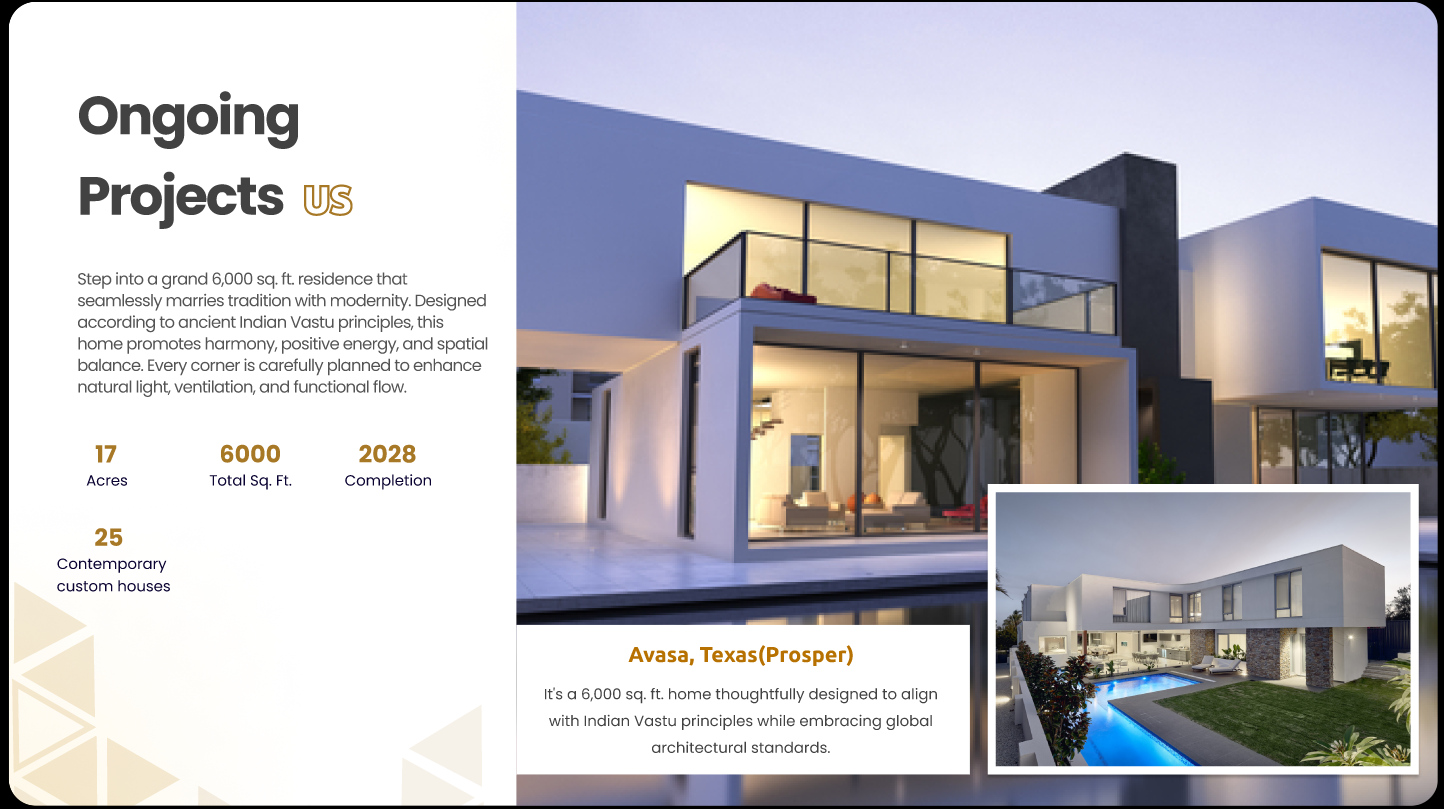 Ongoing
Projects US
Step into a grand 6,000 sq. ft. residence that
seamlessly marries tradition with modernity. Designed
according to ancient Indian Vastu principles, this
home promotes harmony, positive energy, and spatial
balance. Every corner is carefully planned to enhance
natural light, ventilation, and functional flow.
17
Acres
6000
Total Sq. Ft.
2028
Completion
25
Contemporary
custom houses
Avasa, Texas(Prosper)
It's a 6,000 sq. ft. home thoughtfully designed to align
with Indian Vastu principles while embracing global
architectural standards.